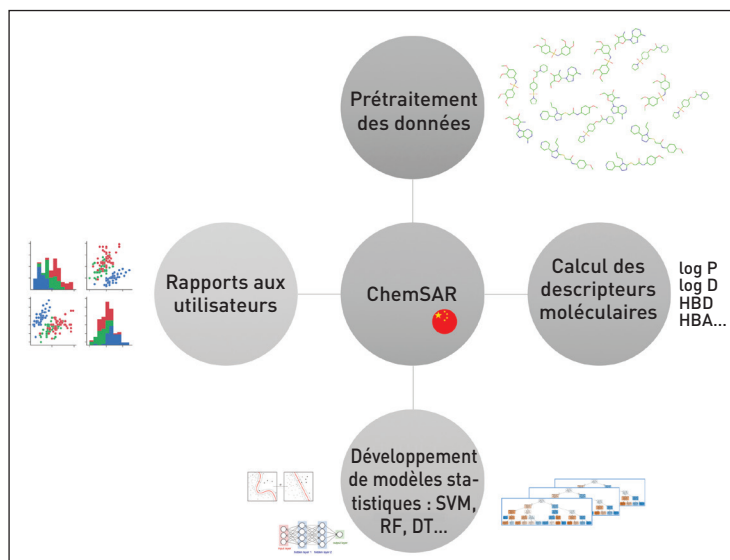 Prétraitement
des données
Rapports aux
utilisateurs
ChemSAR
Calcul des
descripteurs
moléculaires
log P
log D
HBD
HBA...
Développement
de modèles sta-
tistiques : SVM,
RF, DT...